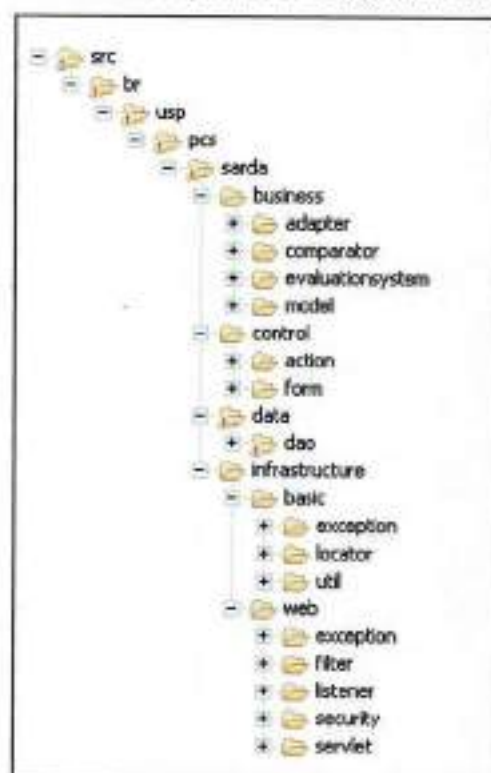 src
br
usp
pcs
sarda
business
adapter
comparator
evaluationsystem
model
control
action
form
data
dao
infrastructure
basic
exception
locator
util
web
exception
filter
listener
security
servlet